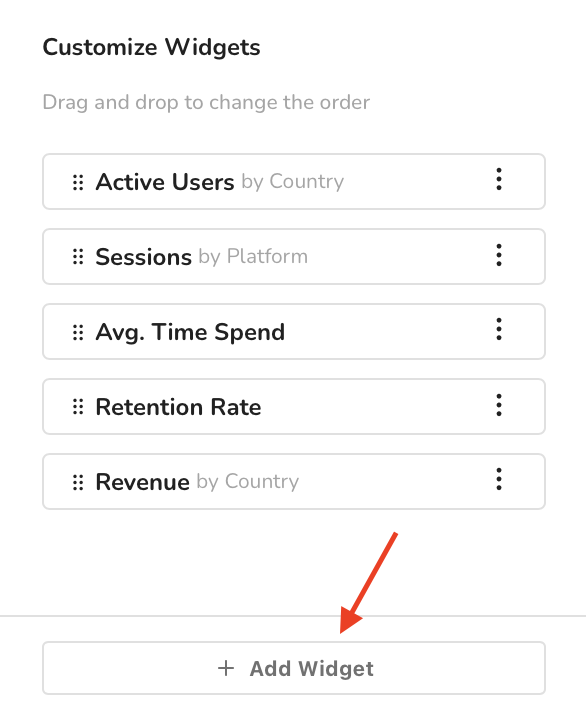 Customize Widgets
Drag and drop to change the order
Active Users by Country
Sessions by Platform
Avg. Time Spend
Retention Rate
Revenue by Country
+ Add Widget